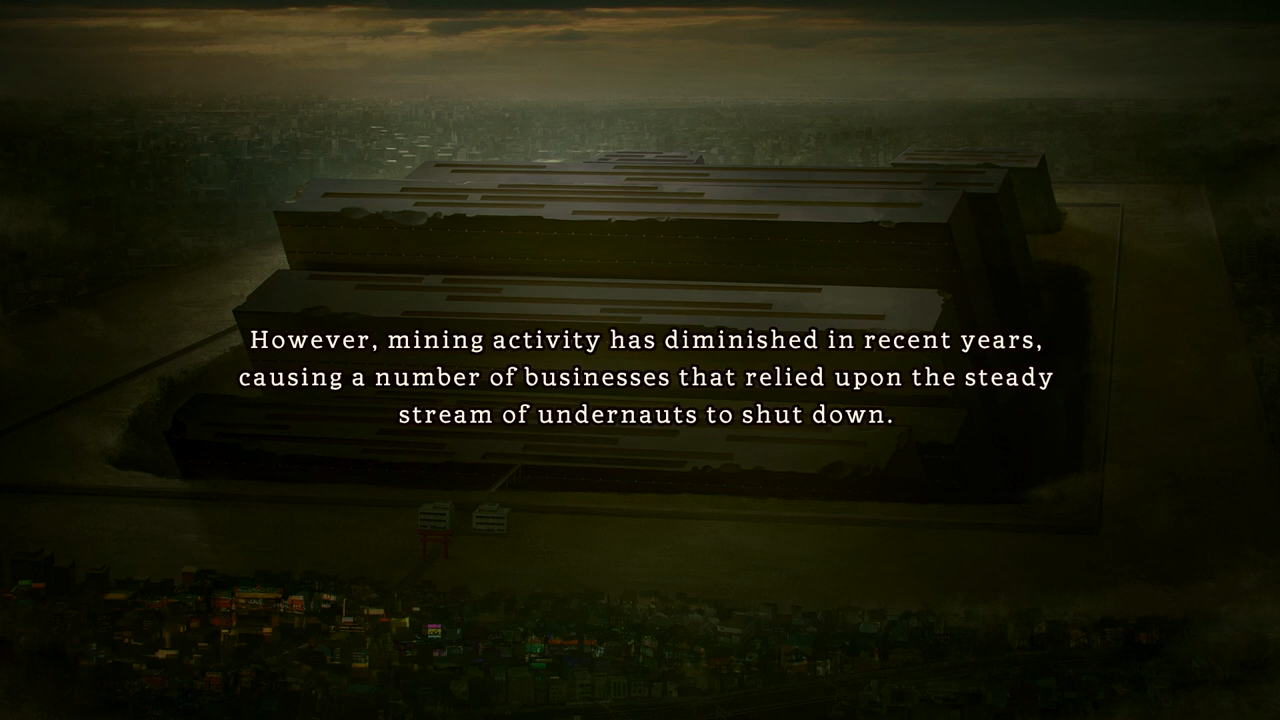 However, mining activity has diminished in recent years,
causing a number of businesses that relied upon the steady
stream of undernauts to shut down.